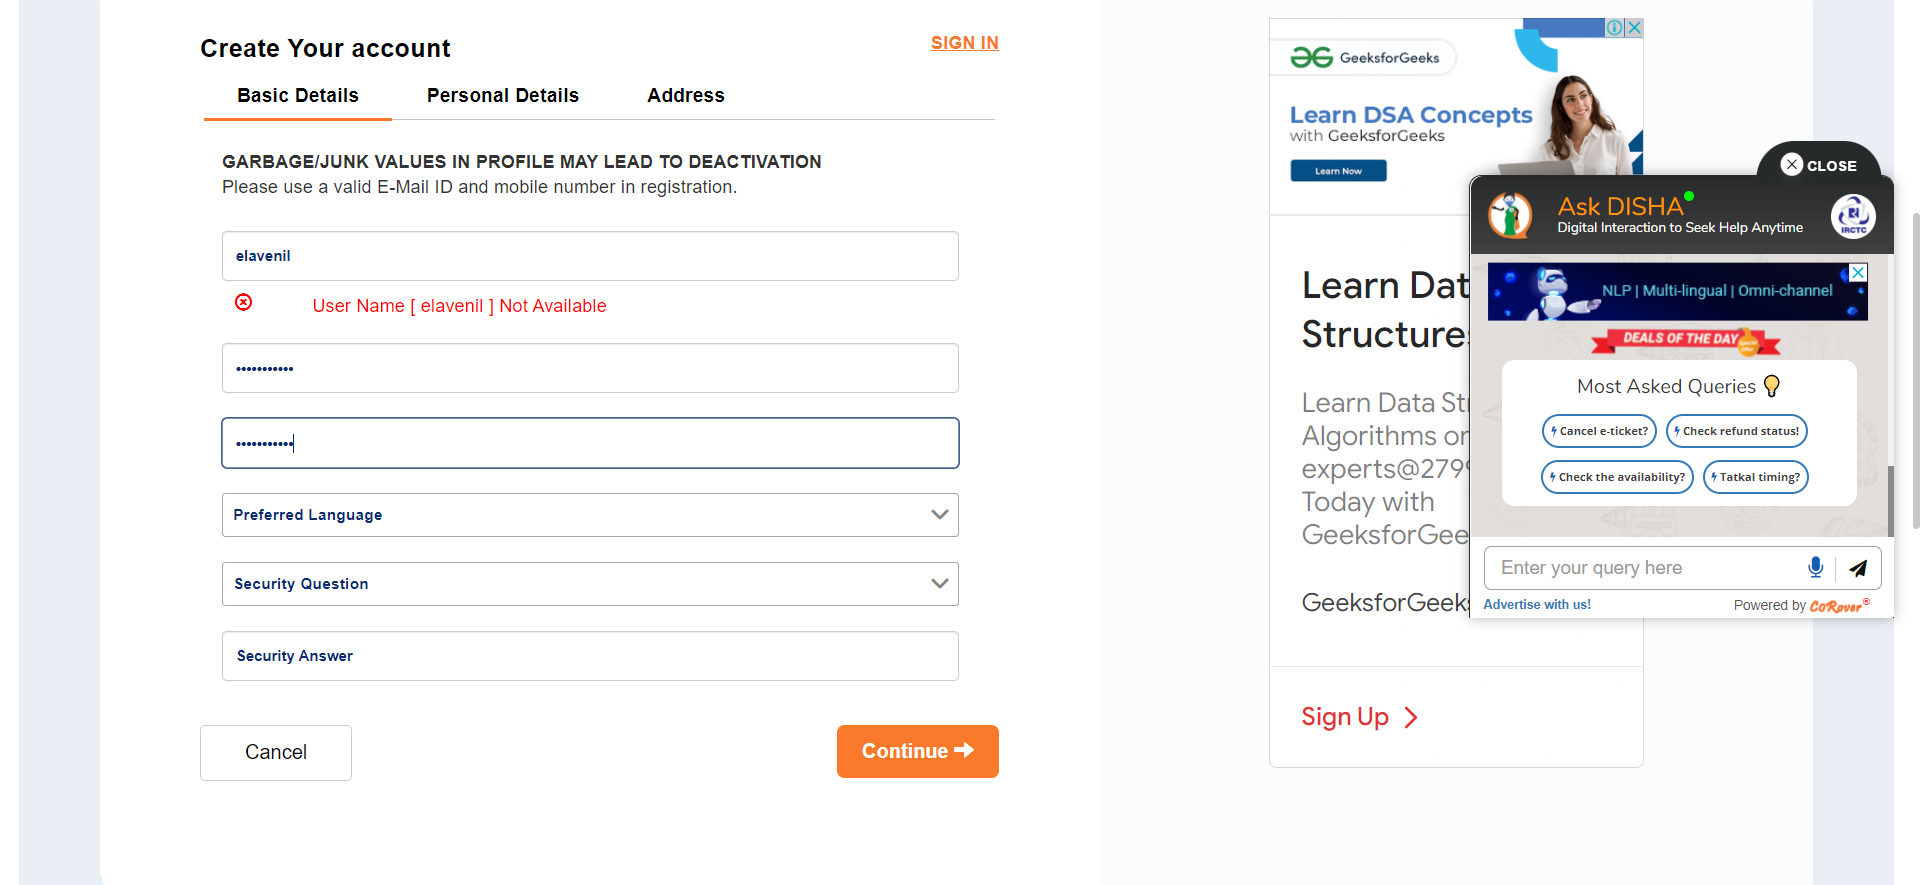 Create Your account
SIGN IN
Basic Details
Personal Details
Address
GARBAGE/JUNK VALUES IN PROFILE MAY LEAD TO DEACTIVATION
Please use a valid E-Mail ID and mobile number in registration.
elavenil
User Name [ elavenil ] Not Available
•••••••••••
•••••••••••
Preferred Language
Security Question
Security Answer
Cancel
Continue
GeeksforGeeks
Learn DSA Concepts
with GeeksforGeeks
Learn Now
Learn Dat
Structures
Learn Data St
Algorithms or
experts@279
Today with
GeeksforGee
GeeksforGeeks
Sign Up
CLOSE
Ask DISHA
Digital Interaction to Seek Help Anytime
IRCTC
NLP | Multi-lingual | Omni-channel
DEALS OF THE DAY
Special
Offer
Most Asked Queries
Cancel e-ticket?
Check refund status!
Check the availability?
Tatkal timing?
Enter your query here
Advertise with us!
Powered by CoRover®